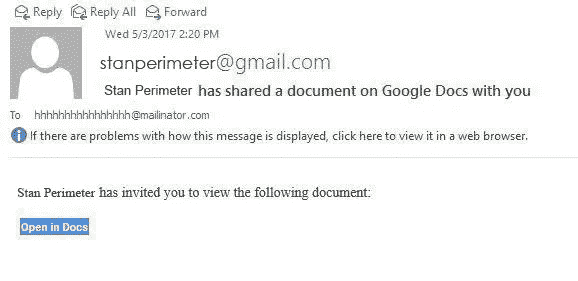 Reply Reply All Forward
Wed 5/3/2017 2:20 PM
stanperimeter@gmail.com
Stan Perimeter has shared a document on Google Docs with you
To hhhhhhhhhhhhhhhh@mailinator.com
If there are problems with how this message is displayed, click here to view it in a web browser.
Stan Perimeter has invited you to view the following document:
Open in Docs